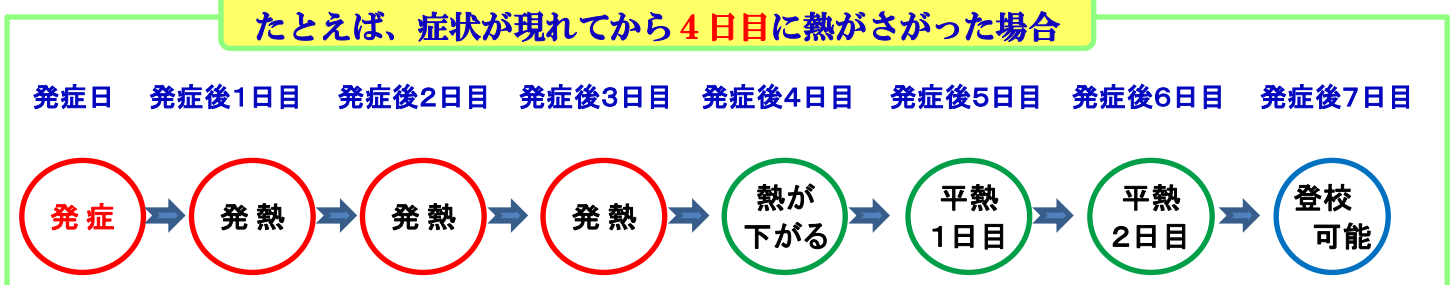 たとえば、症状が現れてから４日目に熱がさがった場合
発症日 発症後1日目 発症後2日目 発症後3日目 発症後4日目 発症後5日目 発症後6日目 発症後7日目
発症
発熱
発熱
発熱
熱が
下がる
平熱
1日目
平熱
2日目
登校
可能